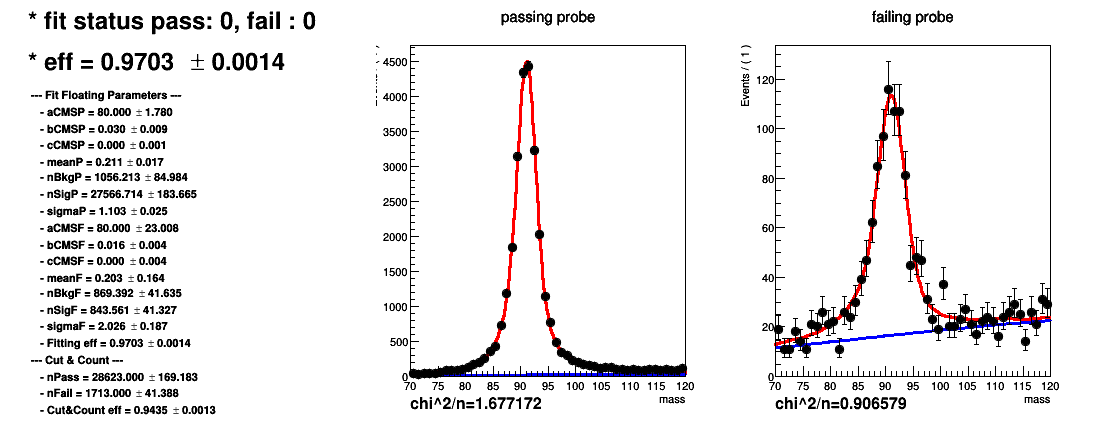 * fit status pass: 0, fail : 0
* eff = 0.9703 ± 0.0014
--- Fit Floating Parameters ---
- aCMSP = 80.000 ± 1.780
- bCMSP = 0.030 ± 0.009
- cCMSP = 0.000 ± 0.001
- meanP = 0.211 ± 0.017
- nBkgP = 1056.213 ± 84.984
- nSigP = 27566.714 ± 183.665
- sigmaP = 1.103 ± 0.025
- aCMSF = 80.000 ± 23.008
- bCMSF = 0.016 ± 0.004
- cCMSF = 0.000 ± 0.004
- meanF = 0.203 ± 0.164
- nBkgF = 869.392 ± 41.635
- nSigF = 843.561 ± 41.327
- sigmaF = 2.026 ± 0.187
- Fitting eff = 0.9703 ± 0.0014
--- Cut & Count ---
- nPass = 28623.000 ± 169.183
- nFail = 1713.000 ± 41.388
- Cut&Count eff = 0.9435 ± 0.0013
passing probe
4500
4000
3500
3000
2500
2000
1500
1000
500
0
70 75 80 85 90 95 100 105 110 115 120
mass
chi^2/n=1.677172
failing probe
Events / ( 1 )
120
100
80
60
40
20
0
70 75 80 85 90 95 100 105 110 115 120
mass
chi^2/n=0.906579